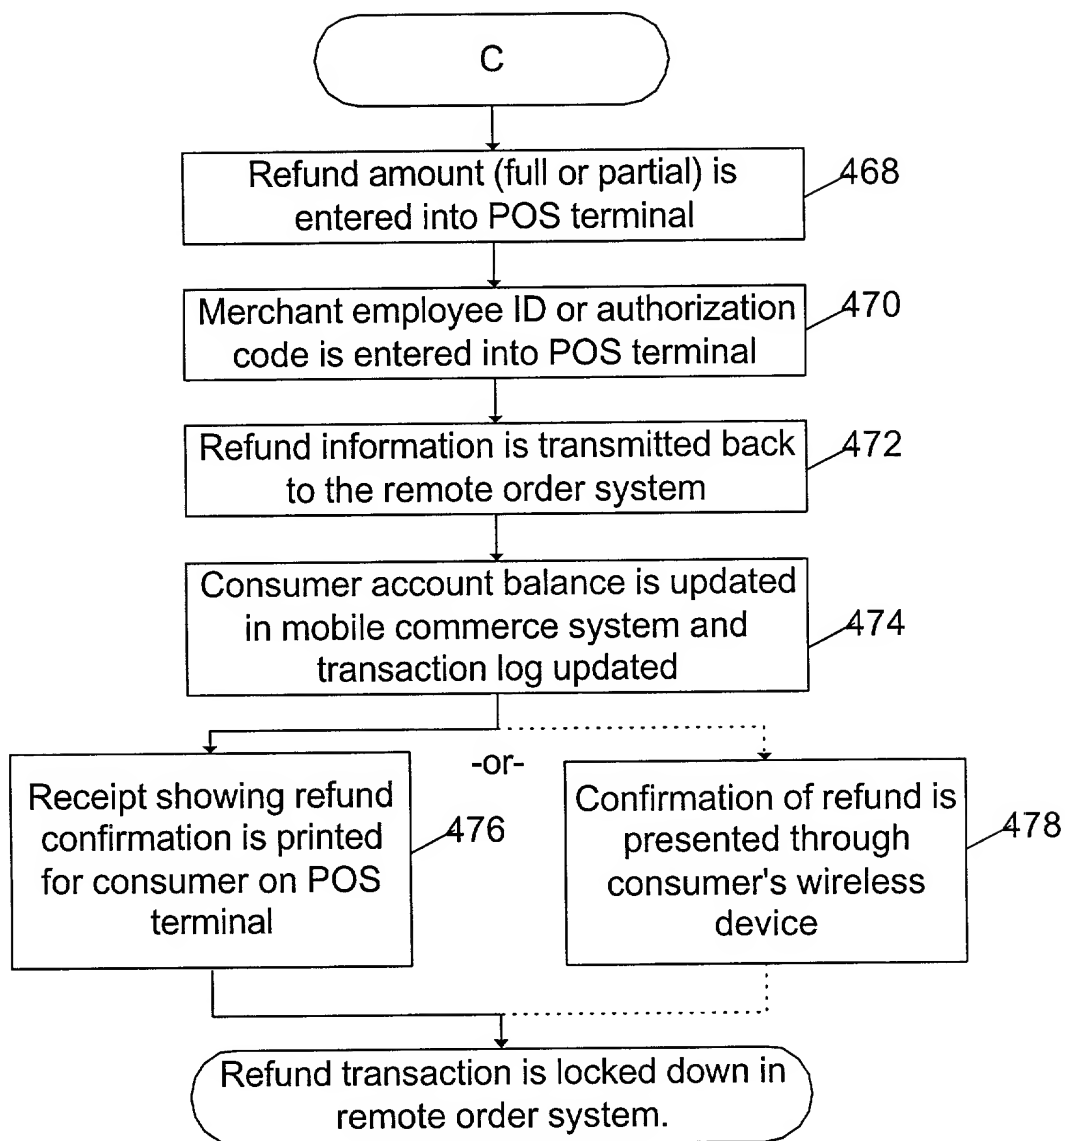 C
Refund amount (full or partial) is
entered into POS terminal
468
Merchant employee ID or authorization
code is entered into POS terminal
470
Refund information is transmitted back
to the remote order system
472
Consumer account balance is updated
in mobile commerce system and
transaction log updated
474
-or-
Receipt showing refund
confirmation is printed
for consumer on POS
terminal
476
Confirmation of refund is
presented through
consumer's wireless
device
478
Refund transaction is locked down in
remote order system.